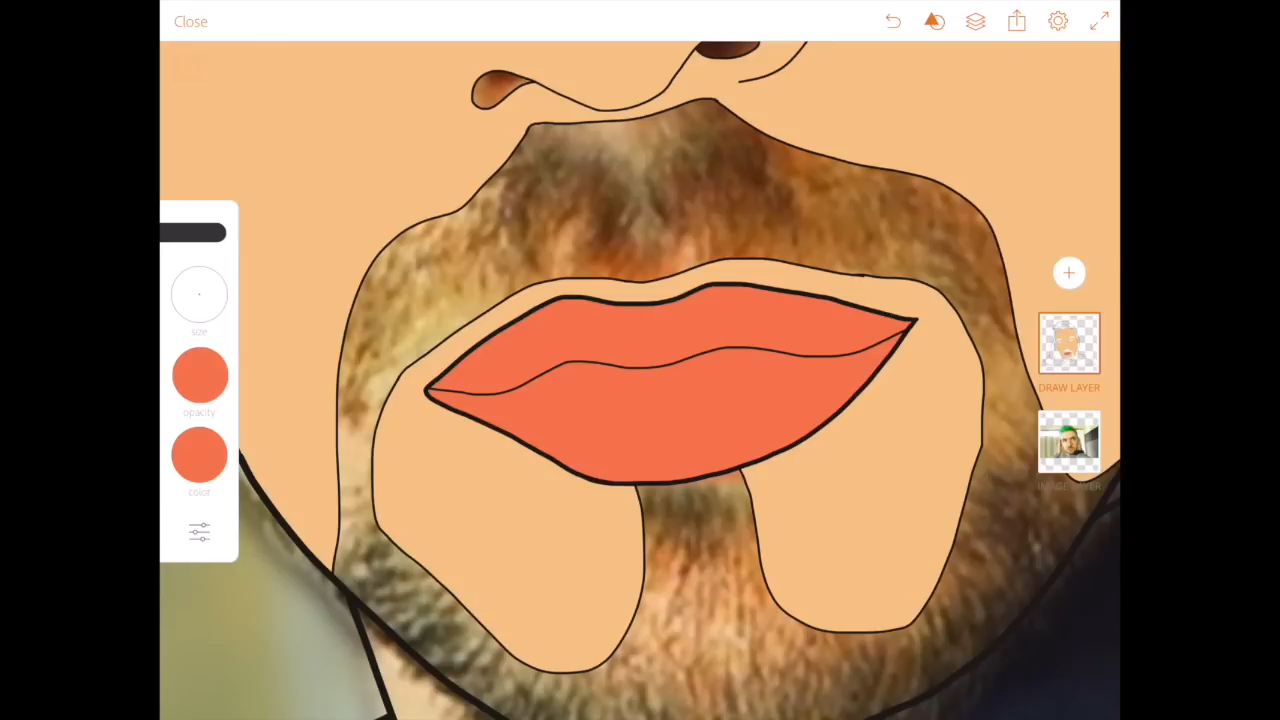 Close
size
opacity
color
DRAW LAYER
IMAGE LAYER